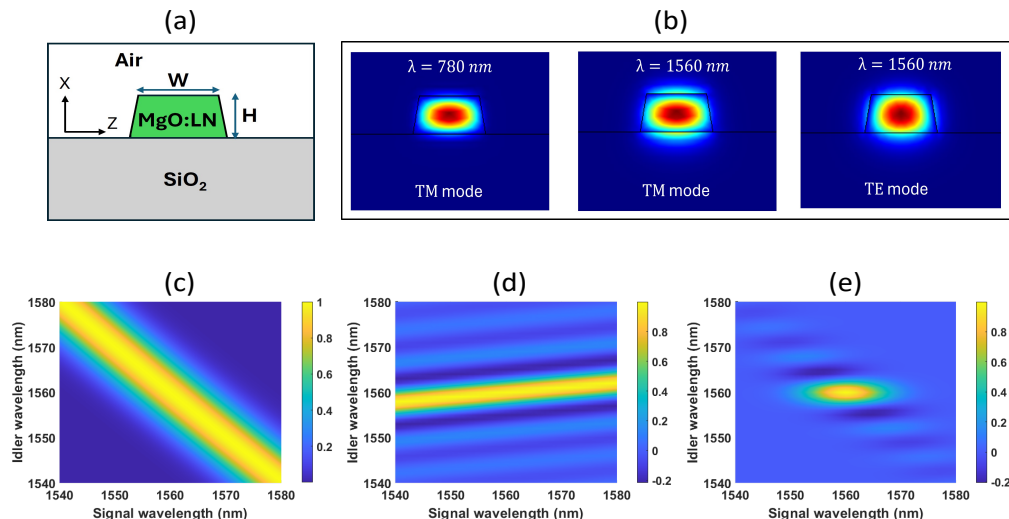 (a)
Air
X
Z
W
H
MgO:LN
SiO₂
(b)
λ = 780 nm
TM mode
λ = 1560 nm
TM mode
λ = 1560 nm
TE mode
(c)
1580
1570
1560
1550
1540
Idler wavelength (nm)
1540 1550 1560 1570 1580
Signal wavelength (nm)
1
0.8
0.6
0.4
0.2
(d)
1580
1570
1560
1550
1540
Idler wavelength (nm)
1540 1550 1560 1570 1580
Signal wavelength (nm)
0.8
0.6
0.4
0.2
0
-0.2
(e)
1580
1570
1560
1550
1540
Idler wavelength (nm)
1540 1550 1560 1570 1580
Signal wavelength (nm)
0.8
0.6
0.4
0.2
0
-0.2